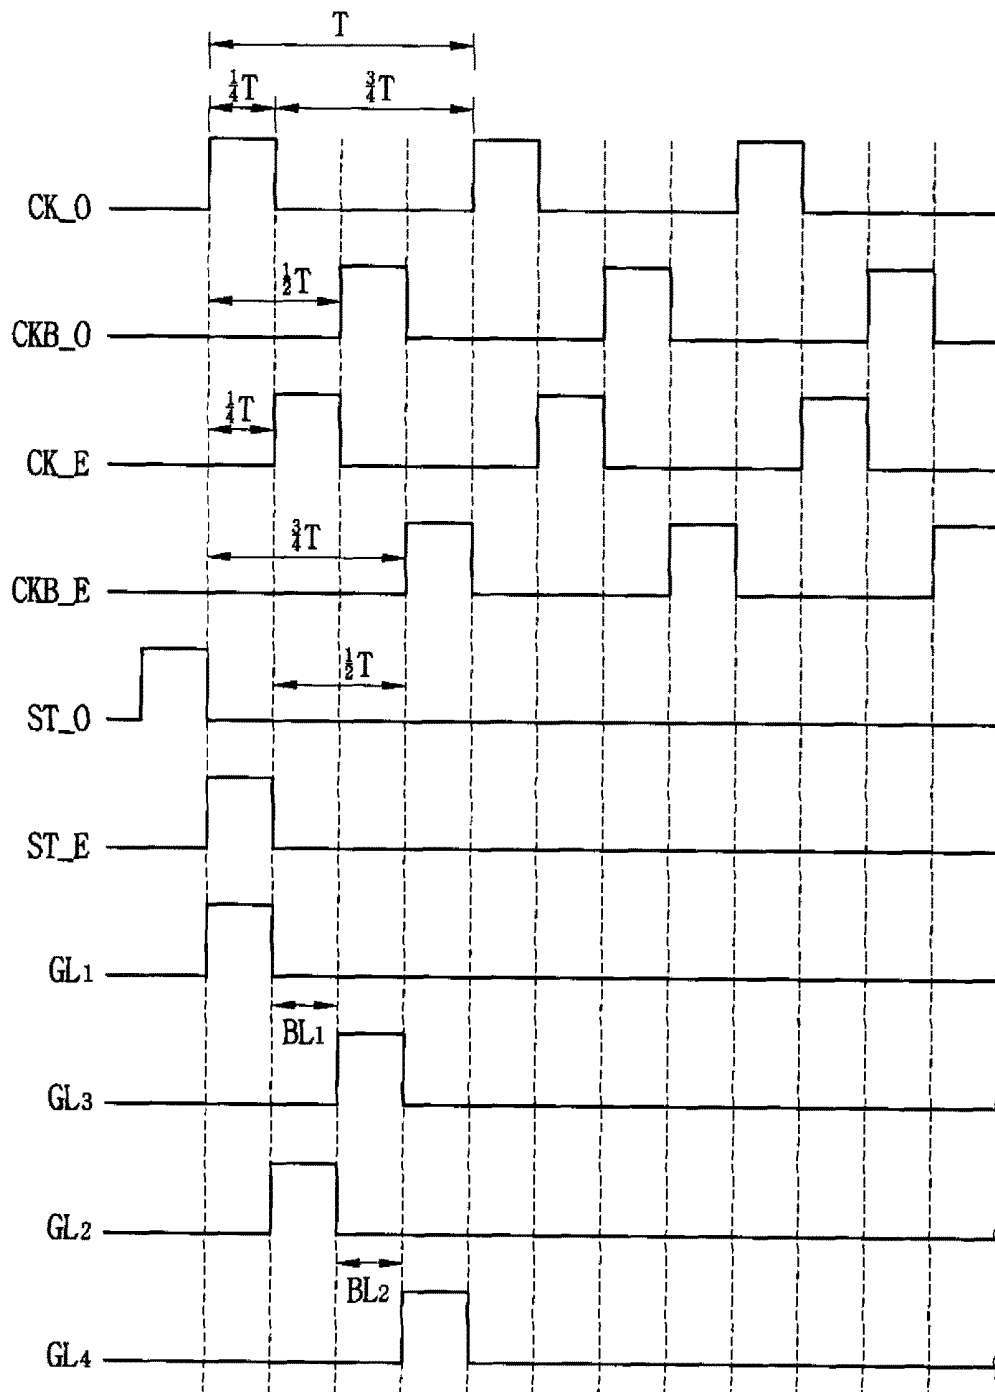 T
1/4T 3/4T
CK_O
1/2T
CKB_O
1/4T
CK_E
3/4T
CKB_E
1/2T
ST_O
ST_E
GL1
BL1
GL3
GL2
BL2
GL4